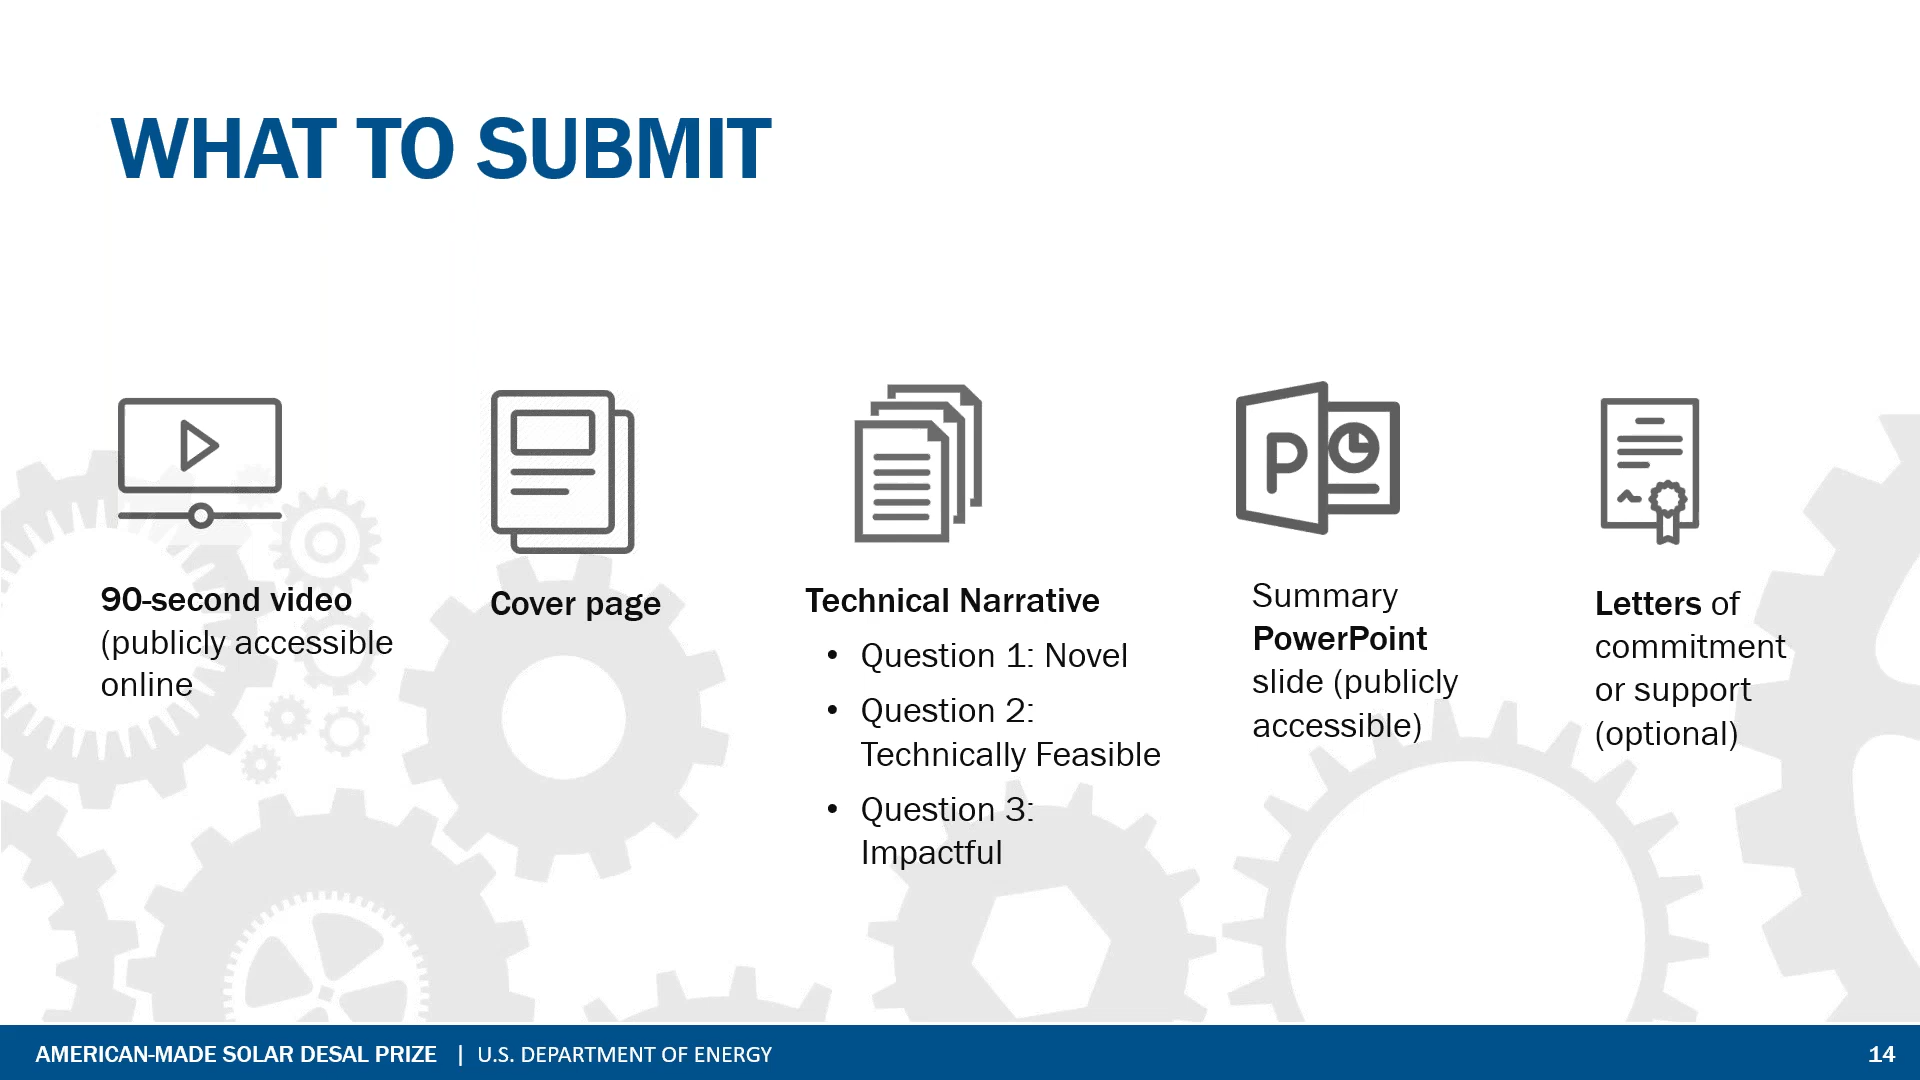 WHAT TO SUBMIT
90-second video
(publicly accessible
online
Cover page
Technical Narrative
• Question 1: Novel
• Question 2:
Technically Feasible
• Question 3:
Impactful
P
Summary
PowerPoint
slide (publicly
accessible)
Letters of
commitment
or support
(optional)
AMERICAN-MADE SOLAR DESAL PRIZE | U.S. DEPARTMENT OF ENERGY
14